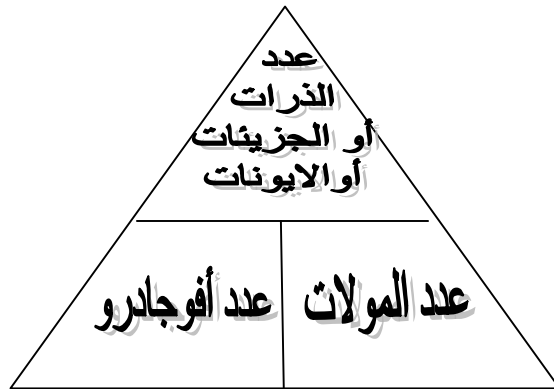 عدد
الذرات
أو الجزيئات
أوالايونات
عدد المولات
عدد أفوجادرو